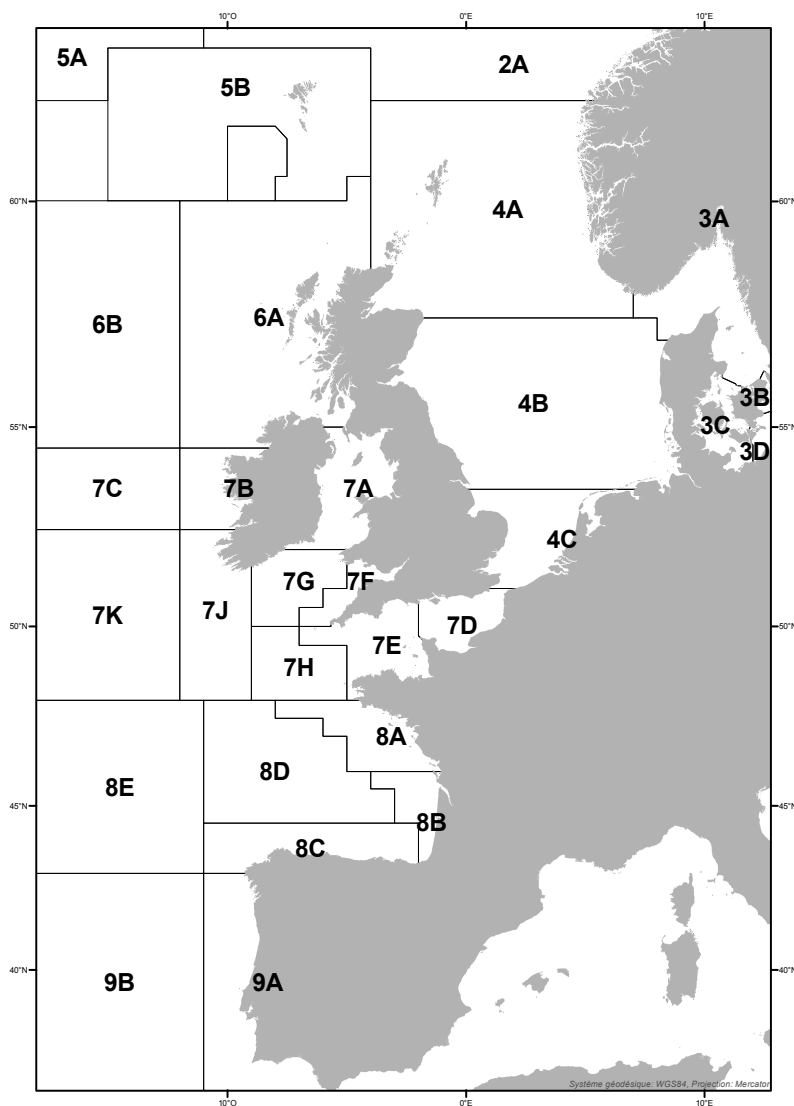 10°O 0°E 10°E
5A
2A
5B
60°N 60°N
4A
3A
6B
6A
4B
3B
3C
55°N 55°N
3D
7C
7B
7A
4C
7G
7F
7K
7J
50°N 50°N
7D
7E
7H
8A
8D
8E
45°N 45°N
8B
8C
40°N 40°N
9B
9A
Système géodésique: WGS84, Projection: Mercator
10°O 0°E 10°E